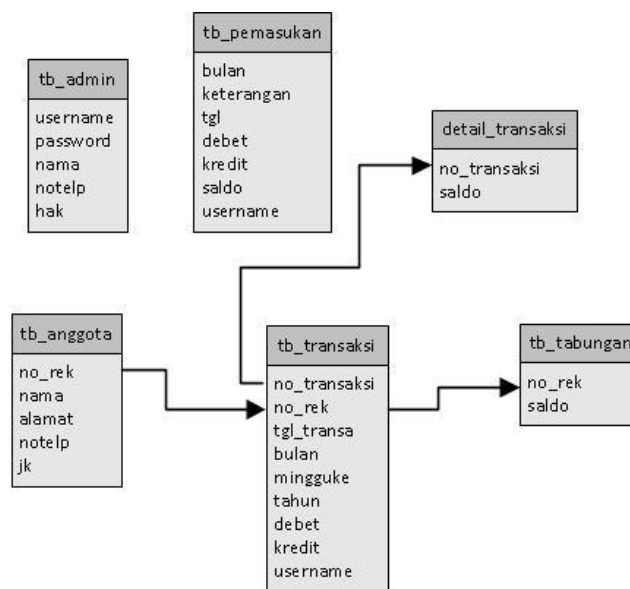 tb_admin
username
password
nama
notelp
hak
tb_pemasukan
bulan
keterangan
tgl
debet
kredit
saldo
username
detail_transaksi
no_transaksi
saldo
tb_anggota
no_rek
nama
alamat
notelp
jk
tb_transaksi
no_transaksi
no_rek
tgl_transa
bulan
mingguke
tahun
debet
kredit
username
tb_tabungan
no_rek
saldo